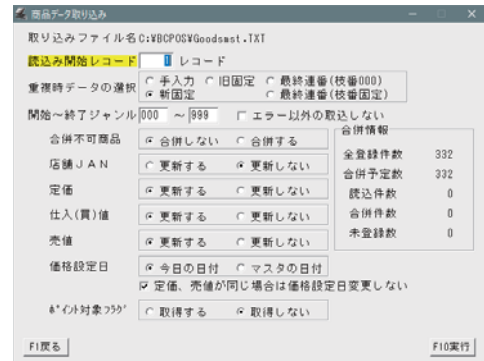 商品データ取り込み
取り込みファイル名C:¥BCPOS¥Goodsmst.TXT
読込み開始レコード 1 レコード
重複時データの選択 手入力 旧固定 最終連番(枝番000)
新固定 最終連番(枝番固定)
開始～終了ジャンル 000 ～ 999 エラー以外の取込しない
合併不可商品 合併しない 合併する
店舗JAN 更新する 更新しない
定価 更新する 更新しない
仕入(買)値 更新する 更新しない
売値 更新する 更新しない
価格設定日 今日の日付 マスタの日付
定価、売値が同じ場合は価格設定日変更しない
ﾎﾟｲﾝﾄ対象フラグ 取得する 取得しない
合併情報
全登録件数 332
合併予定数 332
読込件数 0
合併件数 0
未登録数 0
F1戻る
F10実行